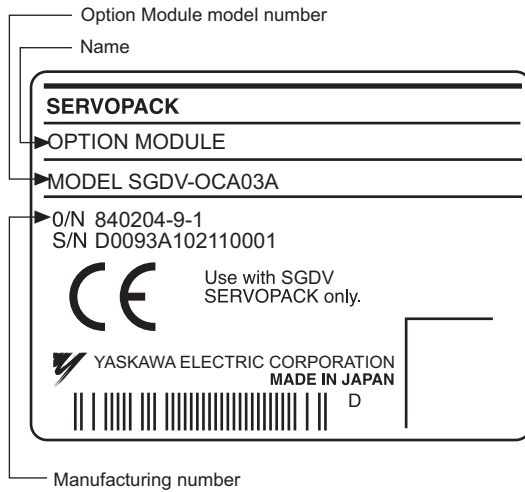 Option Module model number
Name
SERVOPACK
OPTION MODULE
MODEL SGDV-OCA03A
0/N 840204-9-1
S/N D0093A102110001
CE
Use with SGDV
SERVOPACK only.
YASKAWA ELECTRIC CORPORATION
MADE IN JAPAN
D
Manufacturing number